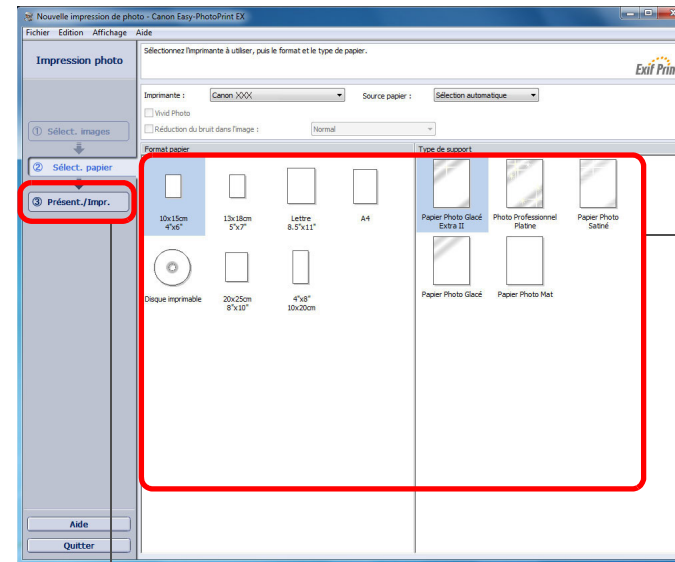 Nouvelle impression de photo - Canon Easy-PhotoPrint EX
Fichier Edition Affichage Aide
Impression photo
Sélectionnez l'imprimante à utiliser, puis le format et le type de papier.
Exif Prin
Imprimante : Canon XXX Source papier : Sélection automatique
Vivid Photo
Réduction du bruit dans l'image : Normal
① Sélect. images
② Sélect. papier
③ Présent./Impr.
Format papier
10x15cm
4"x6"
13x18cm
5"x7"
Lettre
8.5"x11"
A4
Disque imprimable
20x25cm
8"x10"
4"x8"
10x20cm
Type de support
Papier Photo Glacé
Extra II
Photo Professionnel
Platine
Papier Photo
Satiné
Papier Photo Glacé
Papier Photo Mat
Aide
Quitter